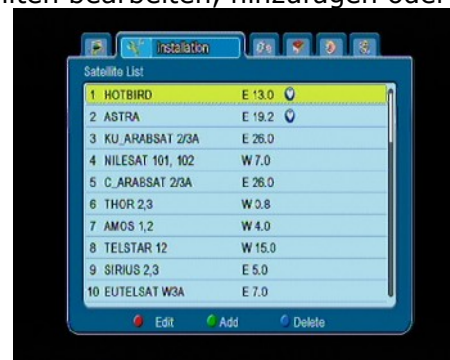 bearbeiten, hinzufügen oder
Installation
Satellite List
1 HOTBIRD E 13.0
2 ASTRA E 19.2
3 KU_ARABSAT 2/3A E 26.0
4 NILESAT 101, 102 W 7.0
5 C_ARABSAT 2/3A E 26.0
6 THOR 2,3 W 0.8
7 AMOS 1,2 W 4.0
8 TELSTAR 12 W 15.0
9 SIRIUS 2,3 E 5.0
10 EUTELSAT W3A E 7.0
Edit Add Delete